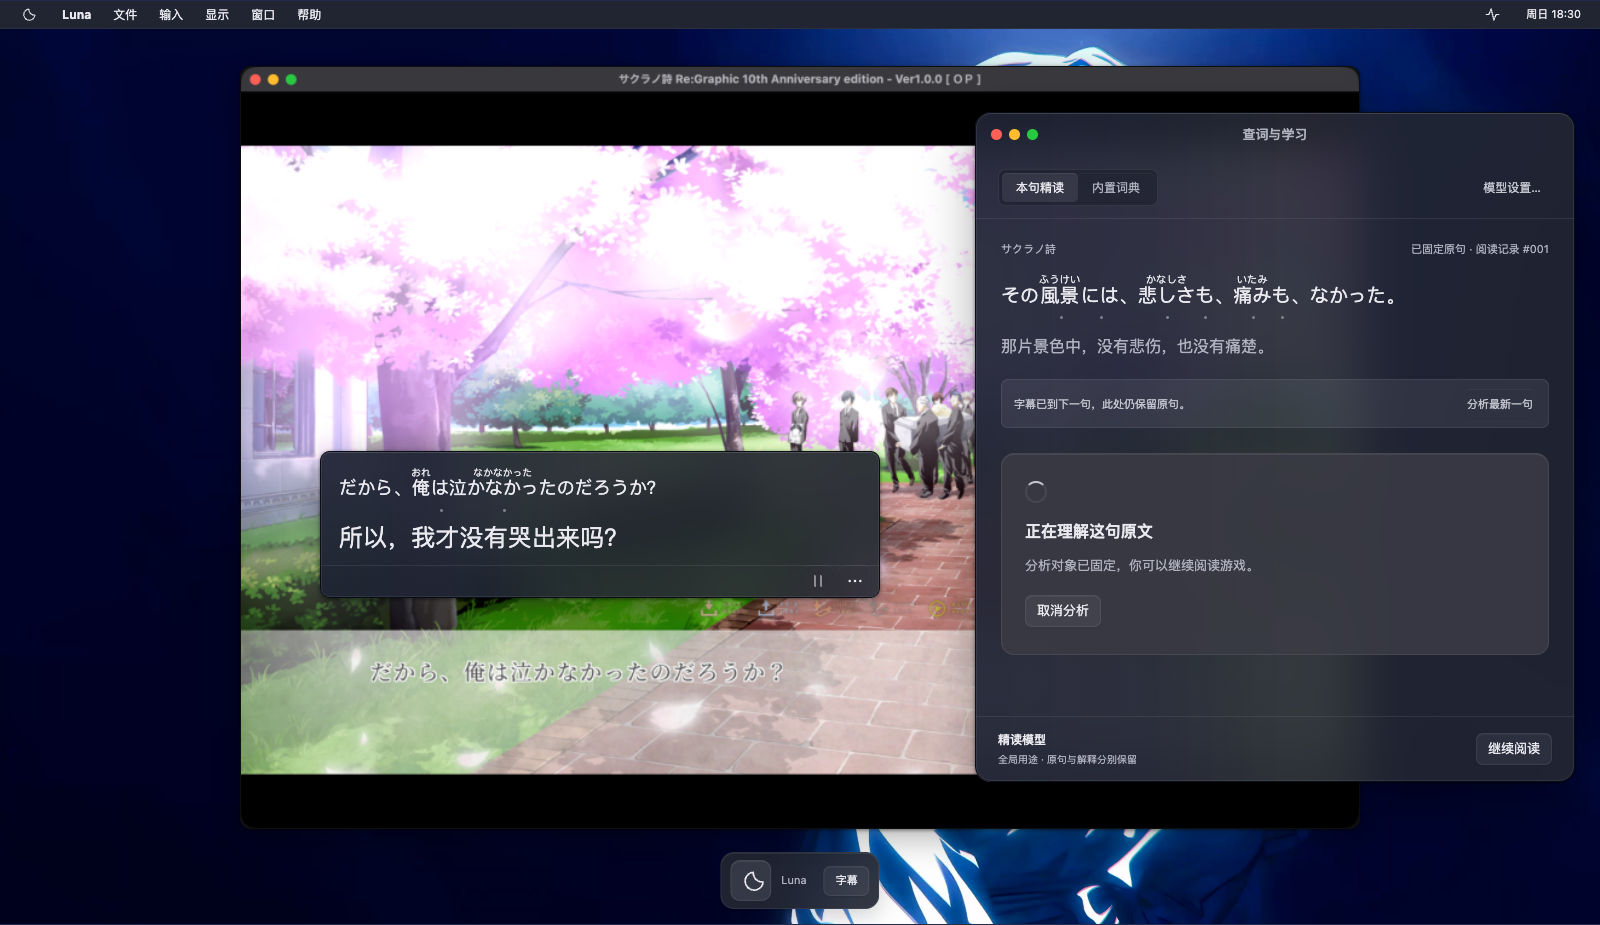 Luna 文件 输入 显示 窗口 帮助 周日 18:30
サクラノ詩 Re:Graphic 10th Anniversary edition - Ver1.0.0 [ O P ]
查词与学习
本句精读 内置词典 模型设置...
サクラノ詩 已固定原句 · 阅读记录 #001
ふうけい かなしさ いたみ
その風景には、悲しさも、痛みも、なかった。
那片景色中，没有悲伤，也没有痛楚。
字幕已到下一句，此处仍保留原句。 分析最新一句
正在理解这句原文
分析对象已固定，你可以继续阅读游戏。
取消分析
精读模型
全局用途 · 原句与解释分别保留
继续阅读
おれ なかなかった
だから、俺は泣かなかったのだろうか?
所以，我才没有哭出来吗?
だから、俺は泣かなかったのだろうか？
Luna 字幕